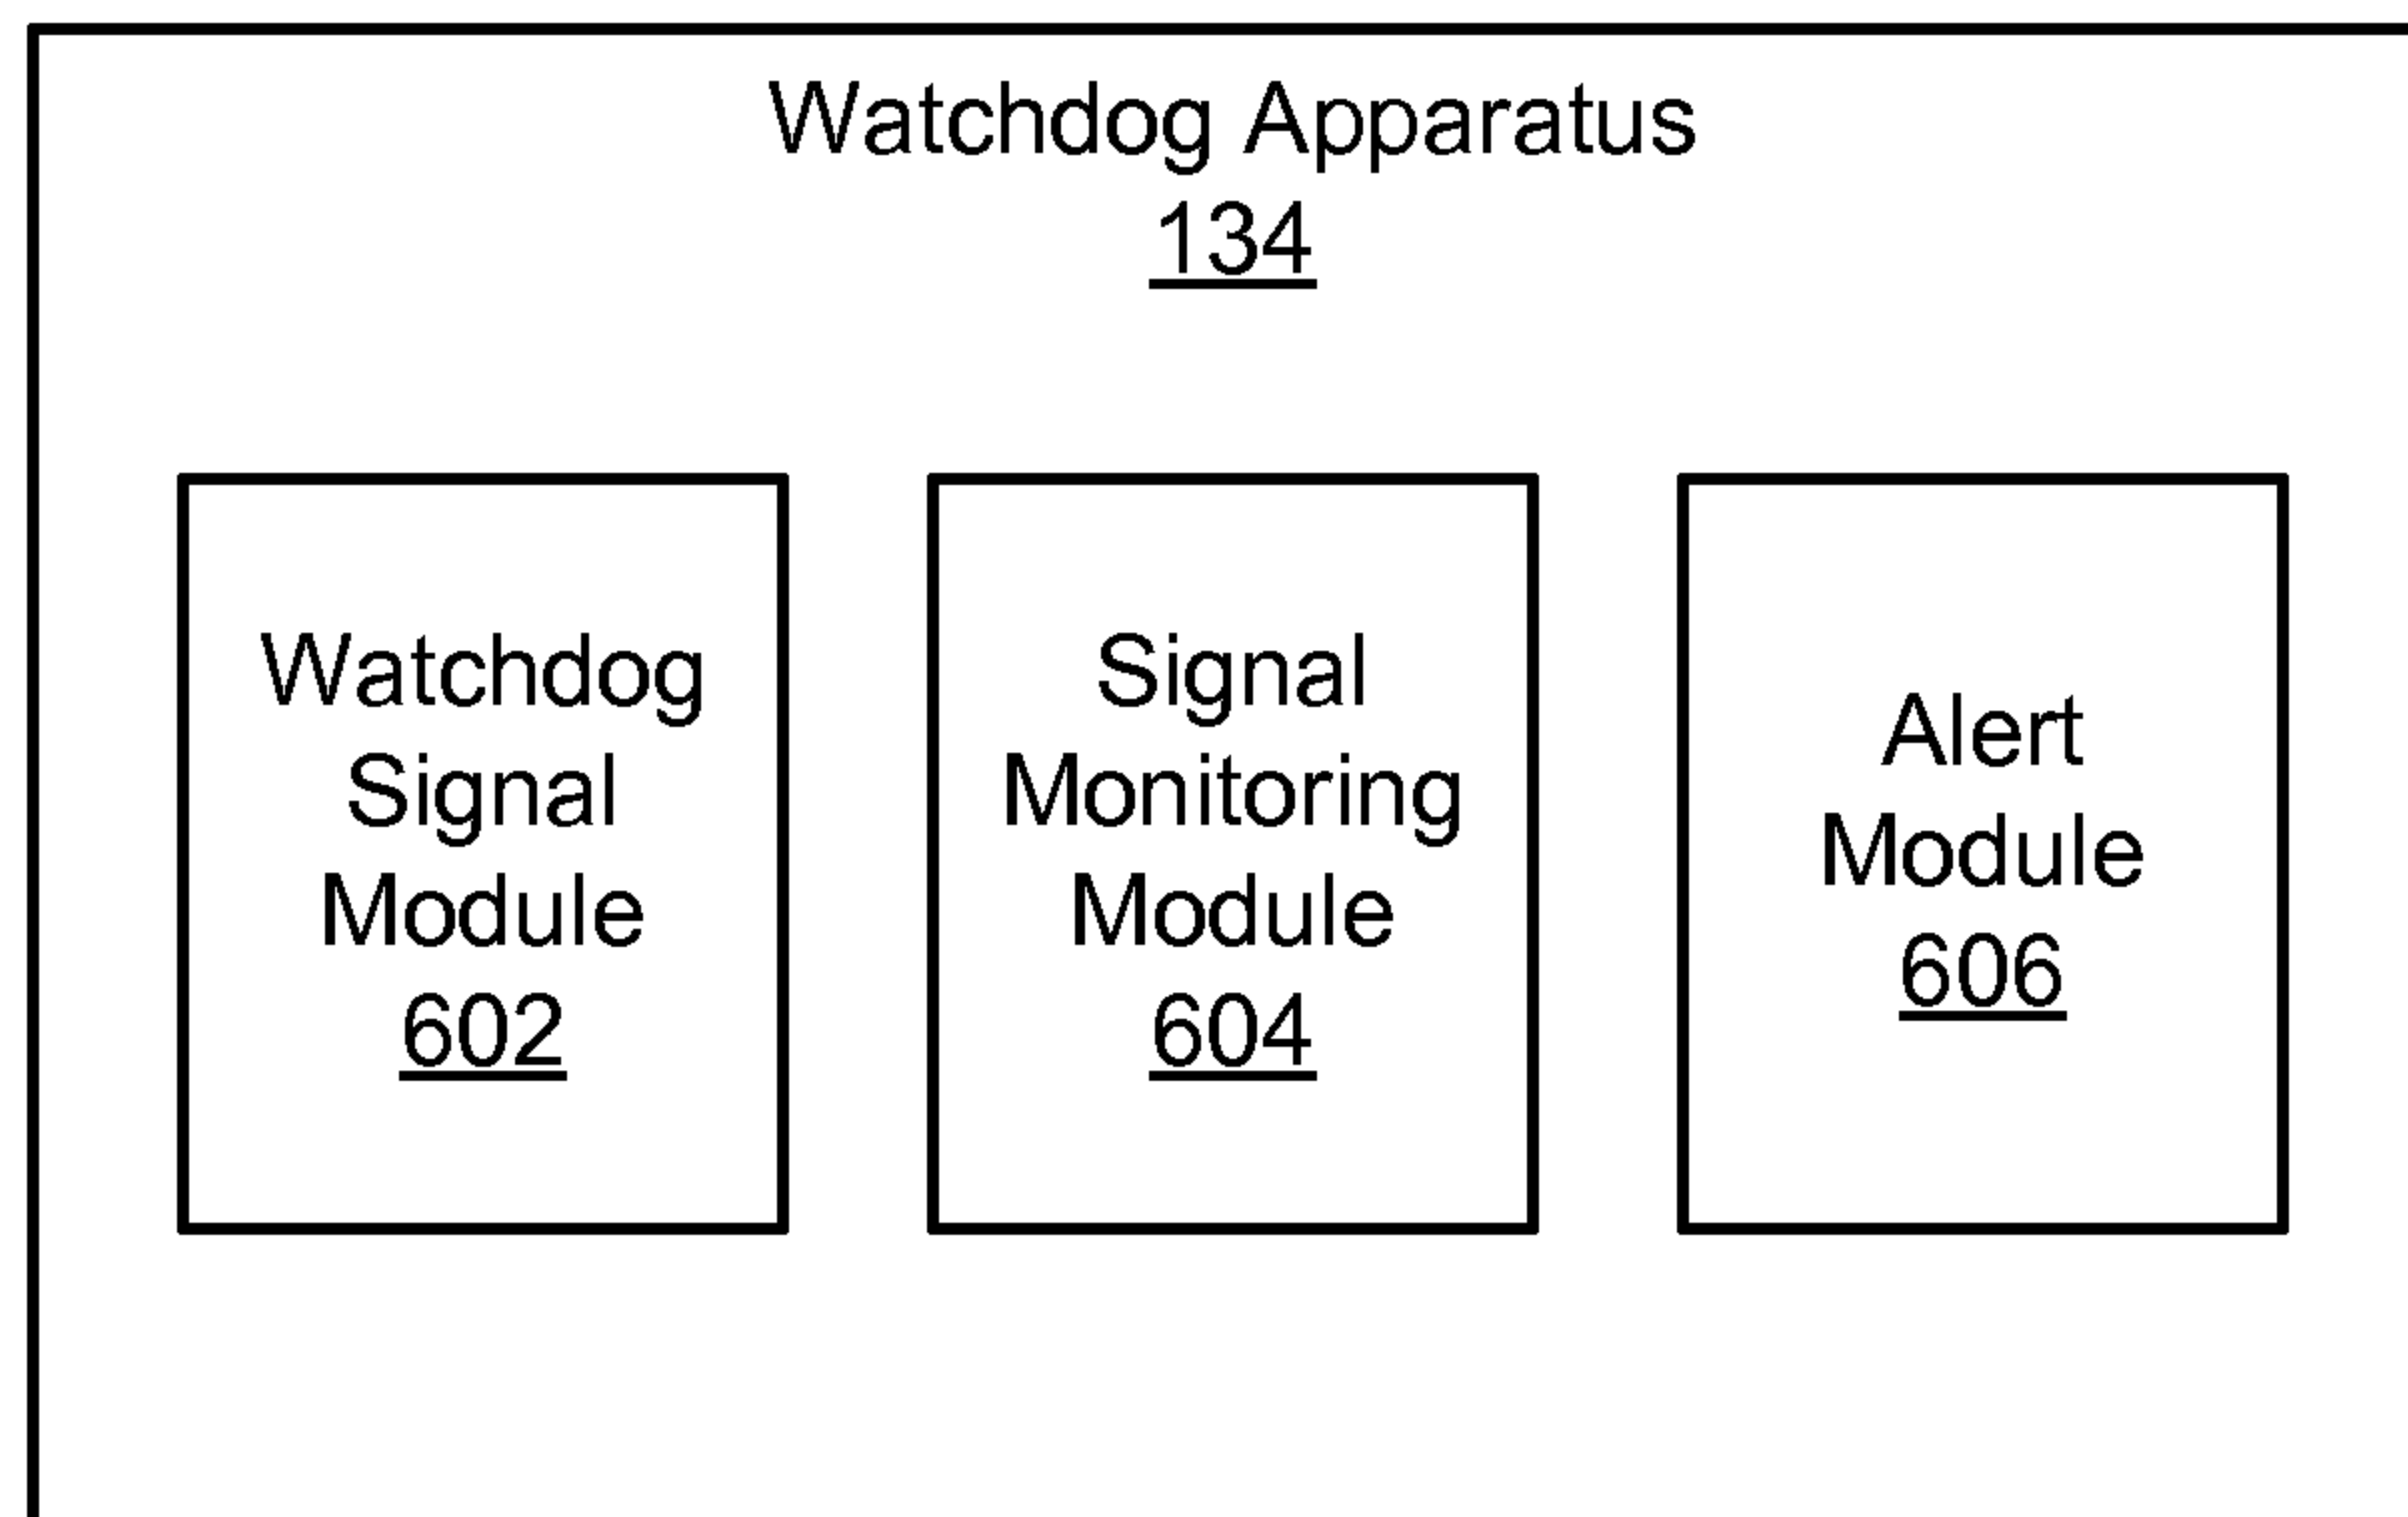 Watchdog Apparatus
134
Watchdog
Signal
Module
602
Signal
Monitoring
Module
604
Alert
Module
606